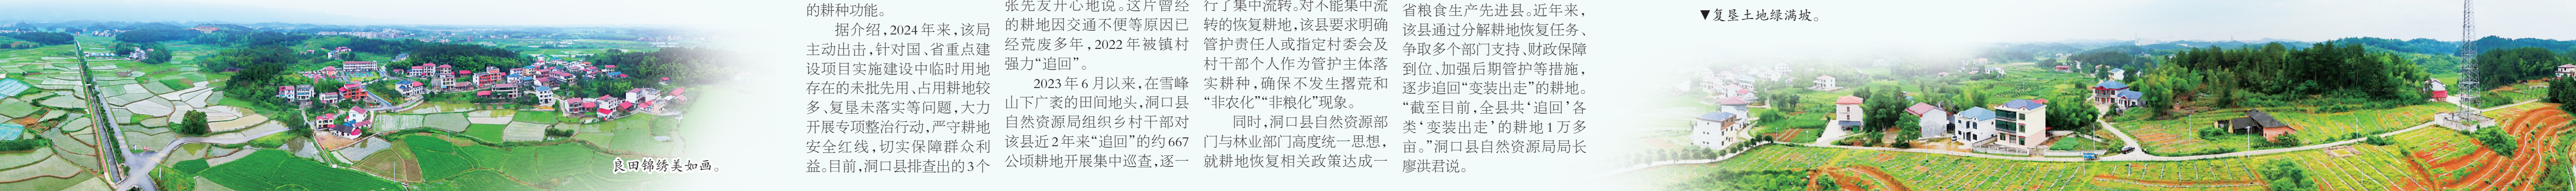 的耕种功能。
据介绍，2024年来，该局
主动出击，针对国、省重点建
设项目实施建设中临时用地
存在的未批先用、占用耕地较
多、复垦未落实等问题，大力
开展专项整治行动，严守耕地
安全红线，切实保障群众利
益。目前，洞口县排查出的3个
张先友开心地说。这片曾经
的耕地因交通不便等原因已
经荒废多年，2022年被镇村
强力“追回”。
2023年6月以来，在雪峰
山下广袤的田间地头，洞口县
自然资源局组织乡村干部对
该县近2年来“追回”的约667
公顷耕地开展集中巡查，逐一
行了集中流转。对不能集中流
转的恢复耕地，该县要求明确
管护责任人或指定村委会及
村干部个人作为管护主体落
实耕种，确保不发生撂荒和
“非农化”“非粮化”现象。
同时，洞口县自然资源部
门与林业部门高度统一思想，
就耕地恢复相关政策达成一
省粮食生产先进县。近年来，
该县通过分解耕地恢复任务、
争取多个部门支持、财政保障
到位、加强后期管护等措施，
逐步追回“变装出走”的耕地。
“截至目前，全县共‘追回’各
类‘变装出走’的耕地1万多
亩。”洞口县自然资源局局长
廖洪君说。
良田锦绣美如画。
▼复垦土地绿满坡。